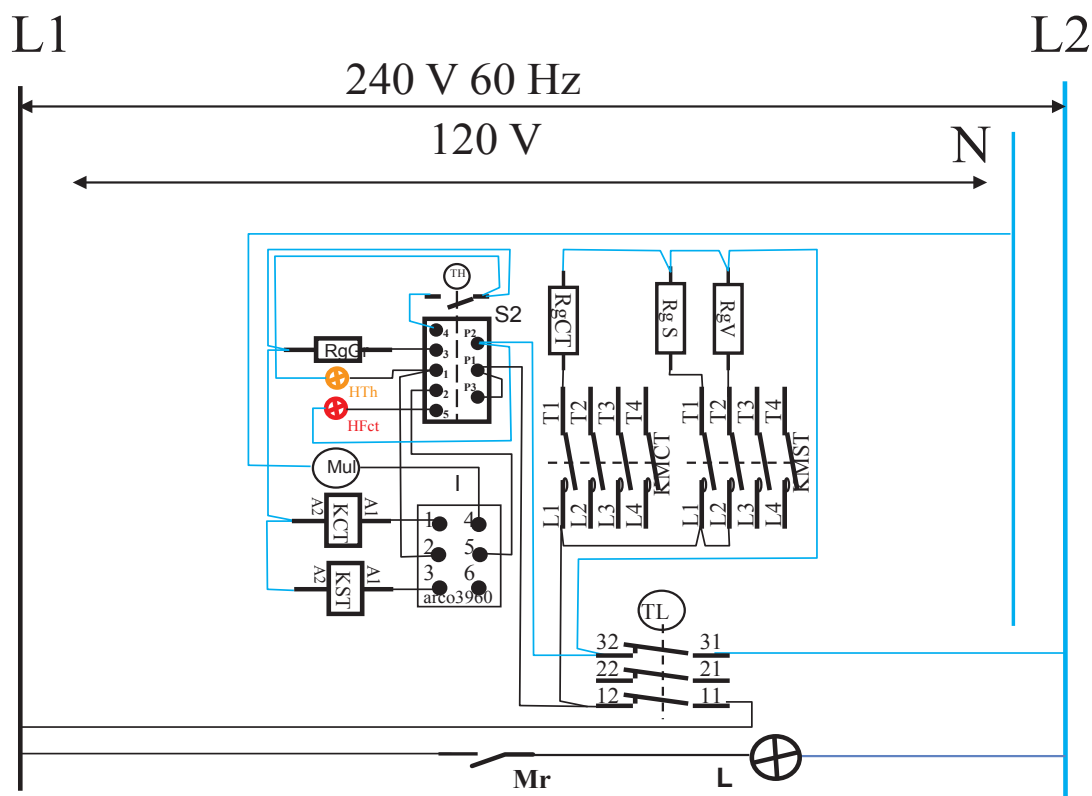 L1
L2
240 V 60 Hz
120 V
N
TH
S2
4
P2
3
1
P1
2
P3
5
RgGr
HTh
HFct
Mul
I
A2
KCT
A1
A2
KST
A1
1
4
2
5
3
6
arco3960
RgCT
RgS
RgV
T1
T2
T3
T4
KMCT
L1
L2
L3
L4
T1
T2
T3
T4
KMST
L1
L2
L3
L4
TL
32
31
22
21
12
11
Mr
L